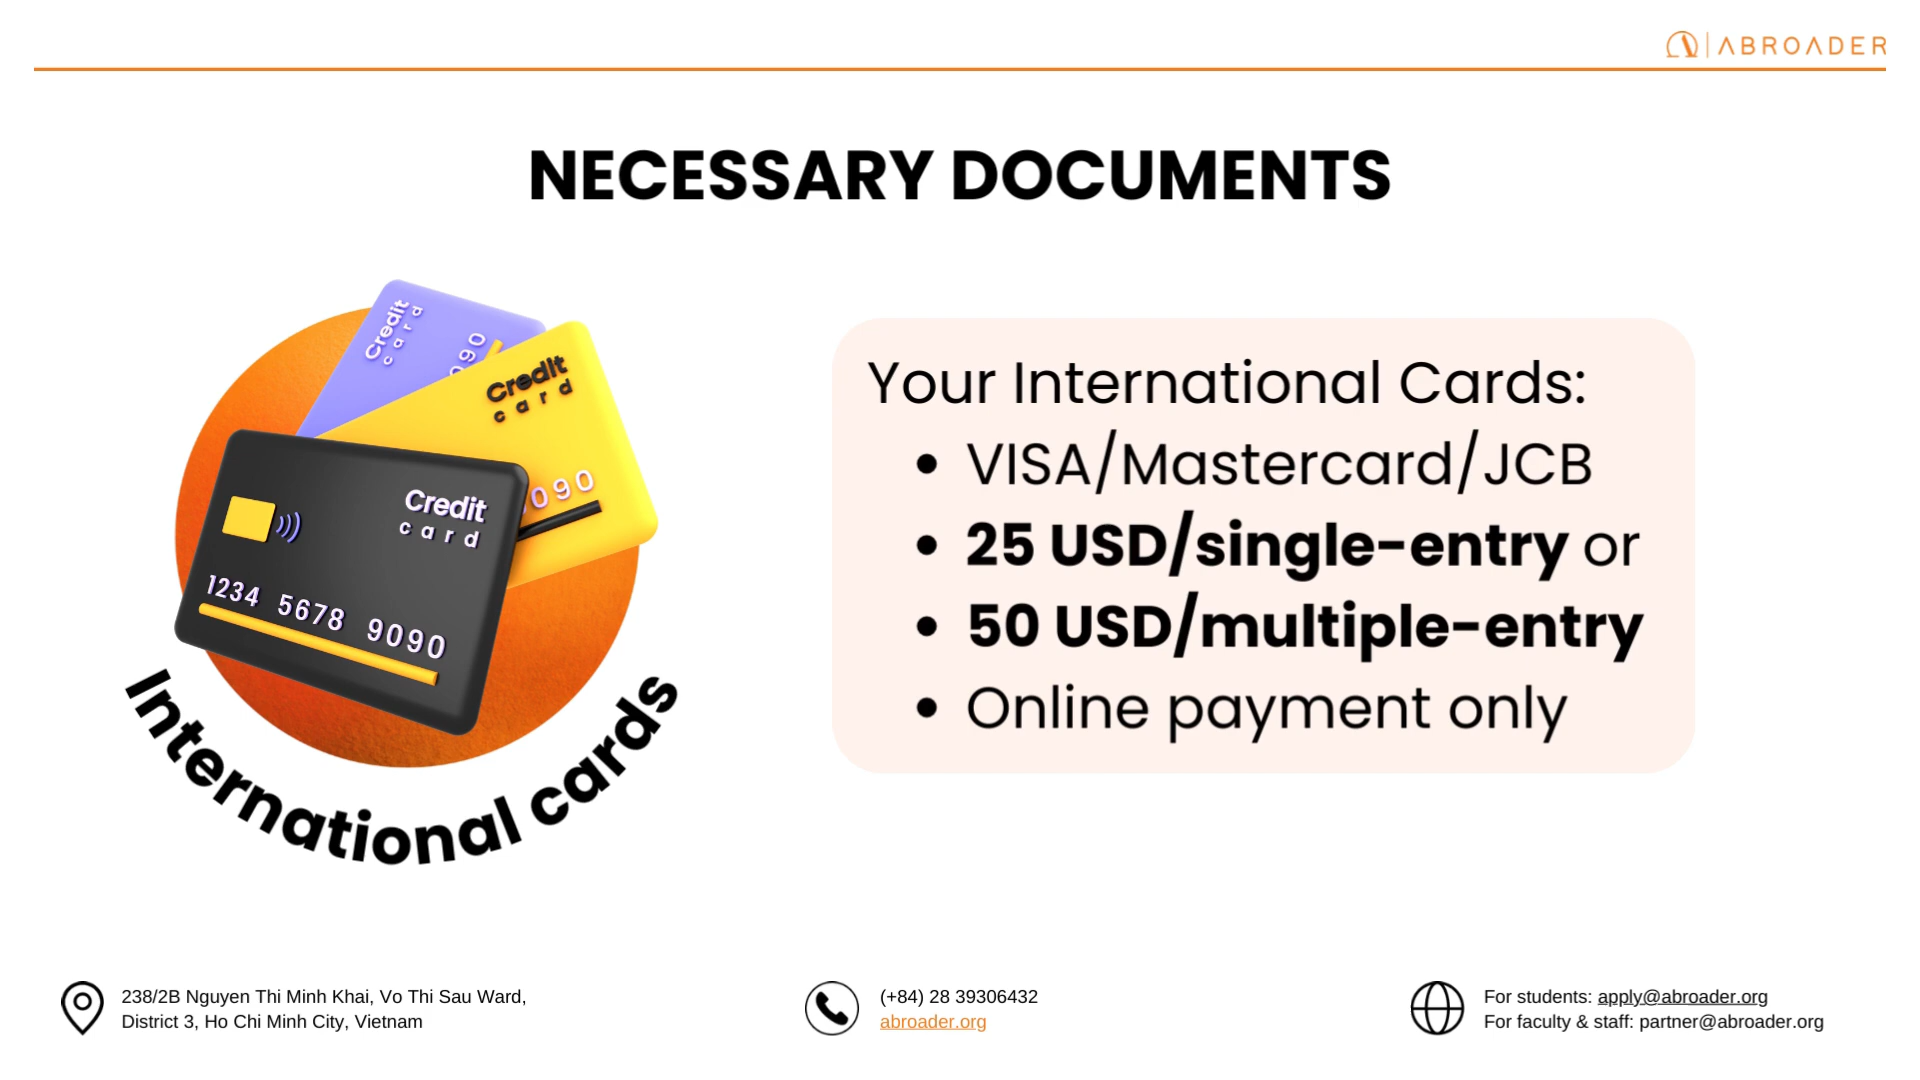 ABROADER
NECESSARY DOCUMENTS
Credit
card
090
Credit
card
090
Credit
card
1234 5678 9090
International cards
Your International Cards:
• VISA/Mastercard/JCB
• 25 USD/single-entry or
• 50 USD/multiple-entry
• Online payment only
238/2B Nguyen Thi Minh Khai, Vo Thi Sau Ward,
District 3, Ho Chi Minh City, Vietnam
(+84) 28 39306432
abroader.org
For students: apply@abroader.org
For faculty & staff: partner@abroader.org